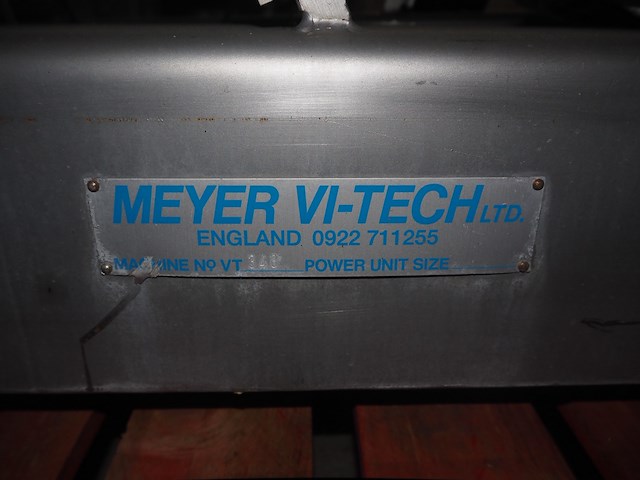 MEYER VI-TECH LTD.
ENGLAND 0922 711255
MACHINE Nº VT POWER UNIT SIZE